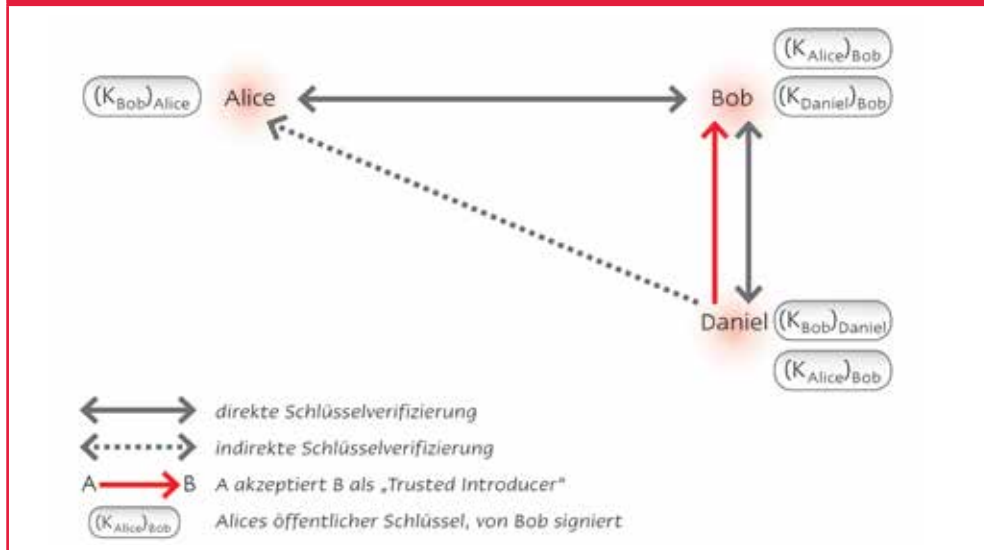 (K_Alice)_Bob
(K_Bob)_Alice Alice Bob (K_Daniel)_Bob
Daniel (K_Bob)_Daniel
(K_Alice)_Bob
direkte Schlüsselverifizierung
indirekte Schlüsselverifizierung
A B A akzeptiert B als „Trusted Introducer“
(K_Alice)_Bob Alices öffentlicher Schlüssel, von Bob signiert